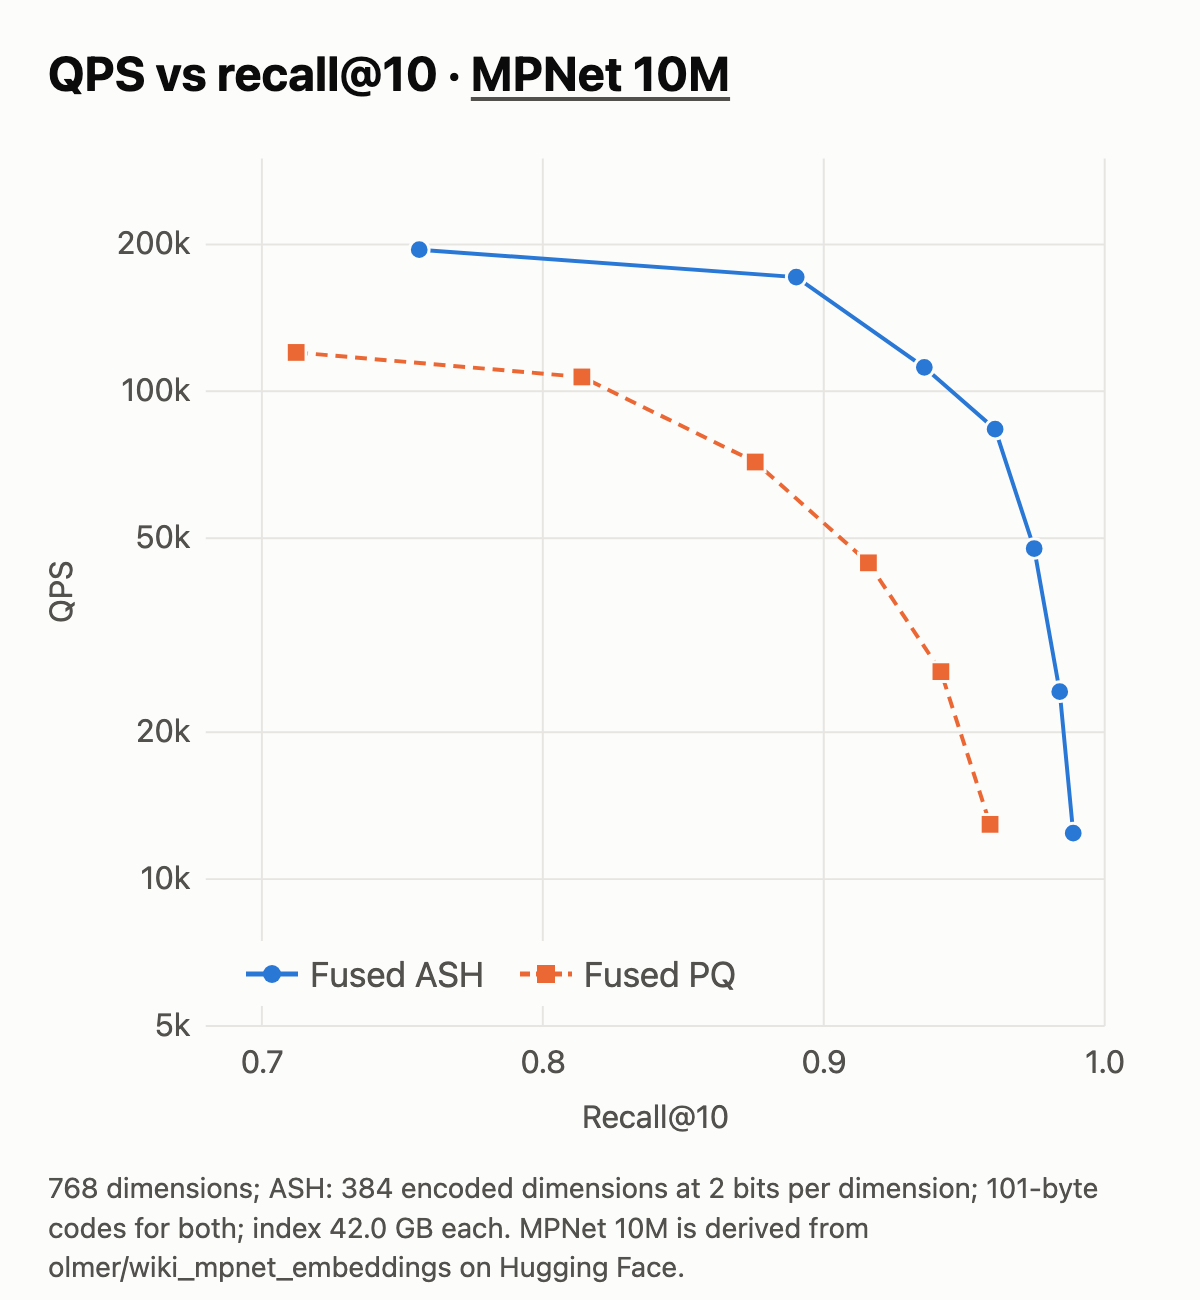 QPS vs recall@10 · MPNet 10M
200k
100k
50k
20k
10k
5k
QPS
Fused ASH
Fused PQ
0.7 0.8 0.9 1.0
Recall@10
768 dimensions; ASH: 384 encoded dimensions at 2 bits per dimension; 101-byte
codes for both; index 42.0 GB each. MPNet 10M is derived from
olmer/wiki_mpnet_embeddings on Hugging Face.